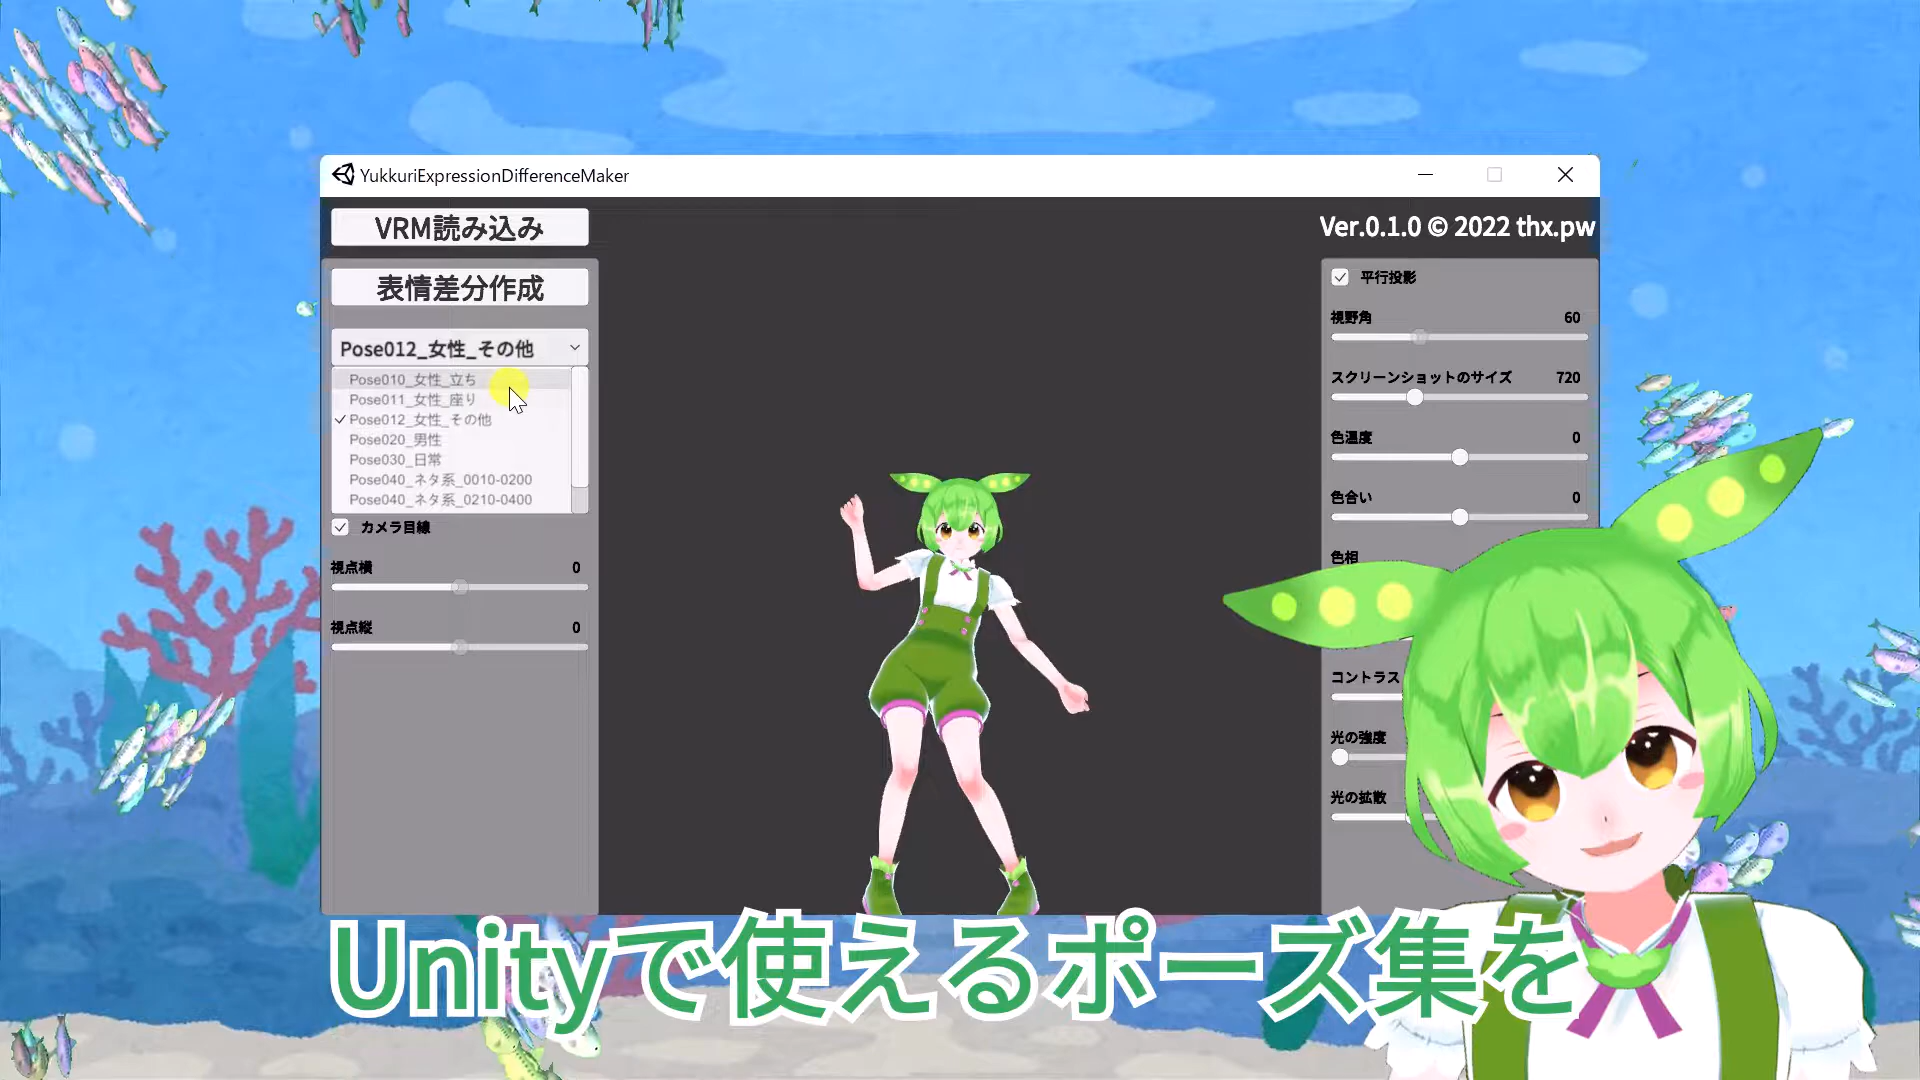 YukkuriExpressionDifferenceMaker
VRM読み込み
Ver.0.1.0 © 2022 thx.pw
表情差分作成
Pose012_女性_その他
Pose010_女性_立ち
Pose011_女性_座り
Pose012_女性_その他
Pose020_男性
Pose030_日常
Pose040_ネタ系_0010-0200
Pose040_ネタ系_0210-0400
カメラ目線
視点横 0
視点縦 0
平行投影
視野角 60
スクリーンショットのサイズ 720
色温度 0
色合い 0
色相
コントラス
光の強度
光の拡散
Unityで使えるポーズ集を